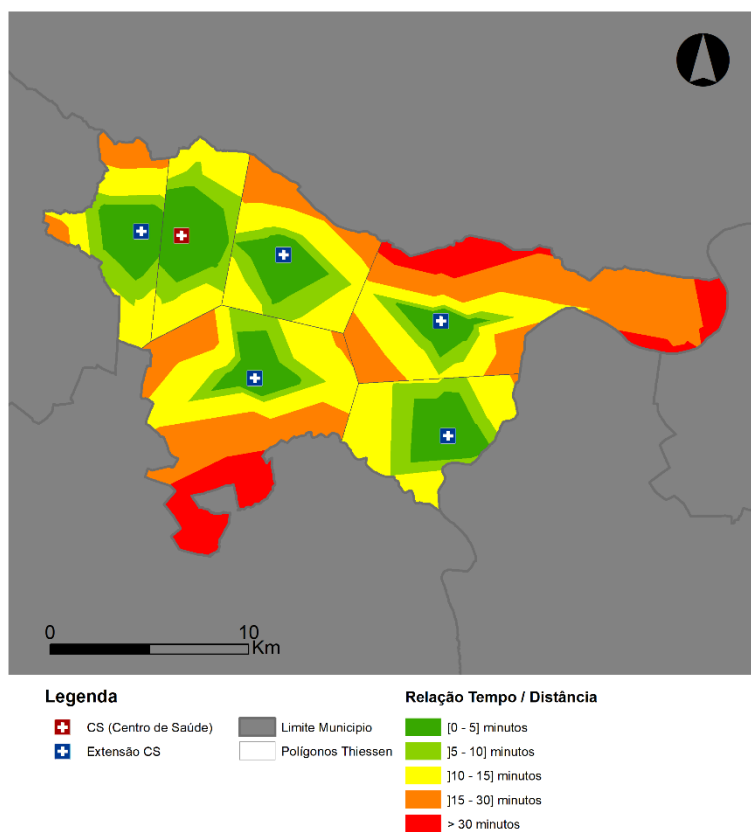 0 10
Km
Legenda
CS (Centro de Saúde)
Extensão CS
Limite Municipio
Polígonos Thiessen
Relação Tempo / Distância
[0 - 5] minutos
]5 - 10] minutos
]10 - 15] minutos
]15 - 30] minutos
> 30 minutos